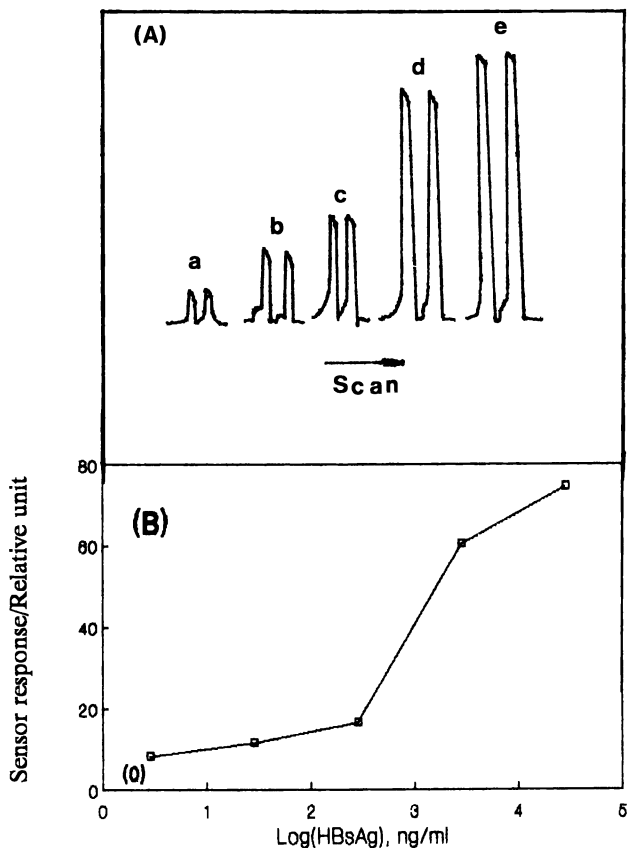 (A)
a
b
c
d
e
Scan
Sensor response/Relative unit
80
60
40
20
0
(B)
(0)
0 1 2 3 4 5
Log(HBsAg), ng/ml